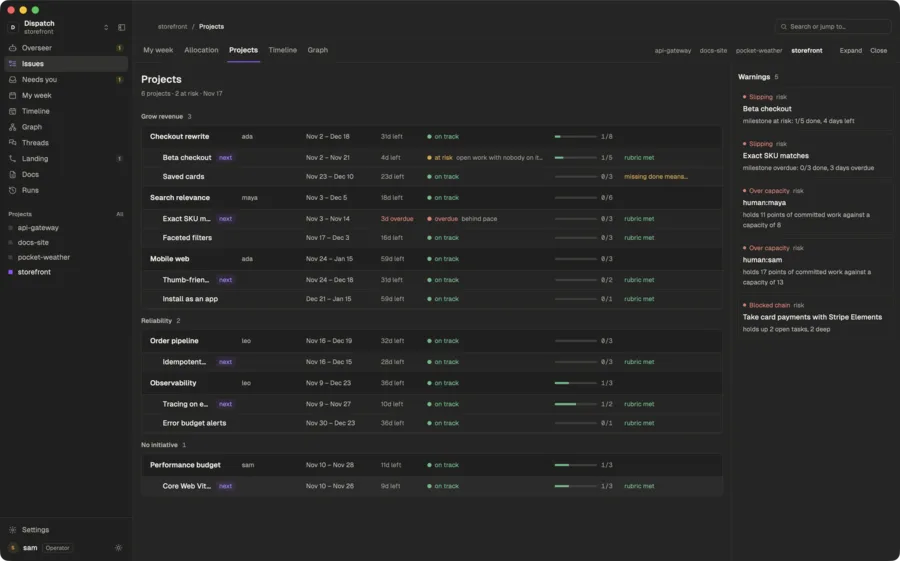 Dispatch
storefront
Overseer 1
Issues
Needs you 1
My week
Timeline
Graph
Threads
Landing 1
Docs
Runs
Projects All
api-gateway
docs-site
pocket-weather
storefront
Settings
S sam Operator
D
storefront / Projects
Search or jump to…
My week Allocation Projects Timeline Graph
api-gateway docs-site pocket-weather storefront Expand Close
Projects
6 projects · 2 at risk · Nov 17
Grow revenue 3
Checkout rewrite ada Nov 2 – Dec 18 31d left on track 1/8
Beta checkout next Nov 2 – Nov 21 4d left at risk open work with nobody on it… 1/5 rubric met
Saved cards Nov 23 – Dec 10 23d left on track 0/3 missing done means…
Search relevance maya Nov 3 – Dec 5 18d left on track 0/6
Exact SKU m… next Nov 3 – Nov 14 3d overdue overdue behind pace 0/3 rubric met
Faceted filters Nov 17 – Dec 3 16d left on track 0/3 rubric met
Mobile web ada Nov 24 – Jan 15 59d left on track 0/3
Thumb-frien… next Nov 24 – Dec 18 31d left on track 0/2 rubric met
Install as an app Dec 21 – Jan 15 59d left on track 0/1 rubric met
Reliability 2
Order pipeline leo Nov 16 – Dec 19 32d left on track 0/3
Idempotent… next Nov 16 – Dec 15 28d left on track 0/3 rubric met
Observability leo Nov 9 – Dec 23 36d left on track 1/3
Tracing on e… next Nov 9 – Nov 27 10d left on track 1/2 rubric met
Error budget alerts Nov 30 – Dec 23 36d left on track 0/1 rubric met
No initiative 1
Performance budget sam Nov 10 – Nov 28 11d left on track 1/3
Core Web Vit… next Nov 10 – Nov 28 9d left on track 1/3 rubric met
Warnings 5
Slipping risk
Beta checkout
milestone at risk: 1/5 done, 4 days left
Slipping risk
Exact SKU matches
milestone overdue: 0/3 done, 3 days overdue
Over capacity risk
human:maya
holds 11 points of committed work against a
capacity of 8
Over capacity risk
human:sam
holds 17 points of committed work against a
capacity of 13
Blocked chain risk
Take card payments with Stripe Elements
holds up 2 open tasks, 2 deep